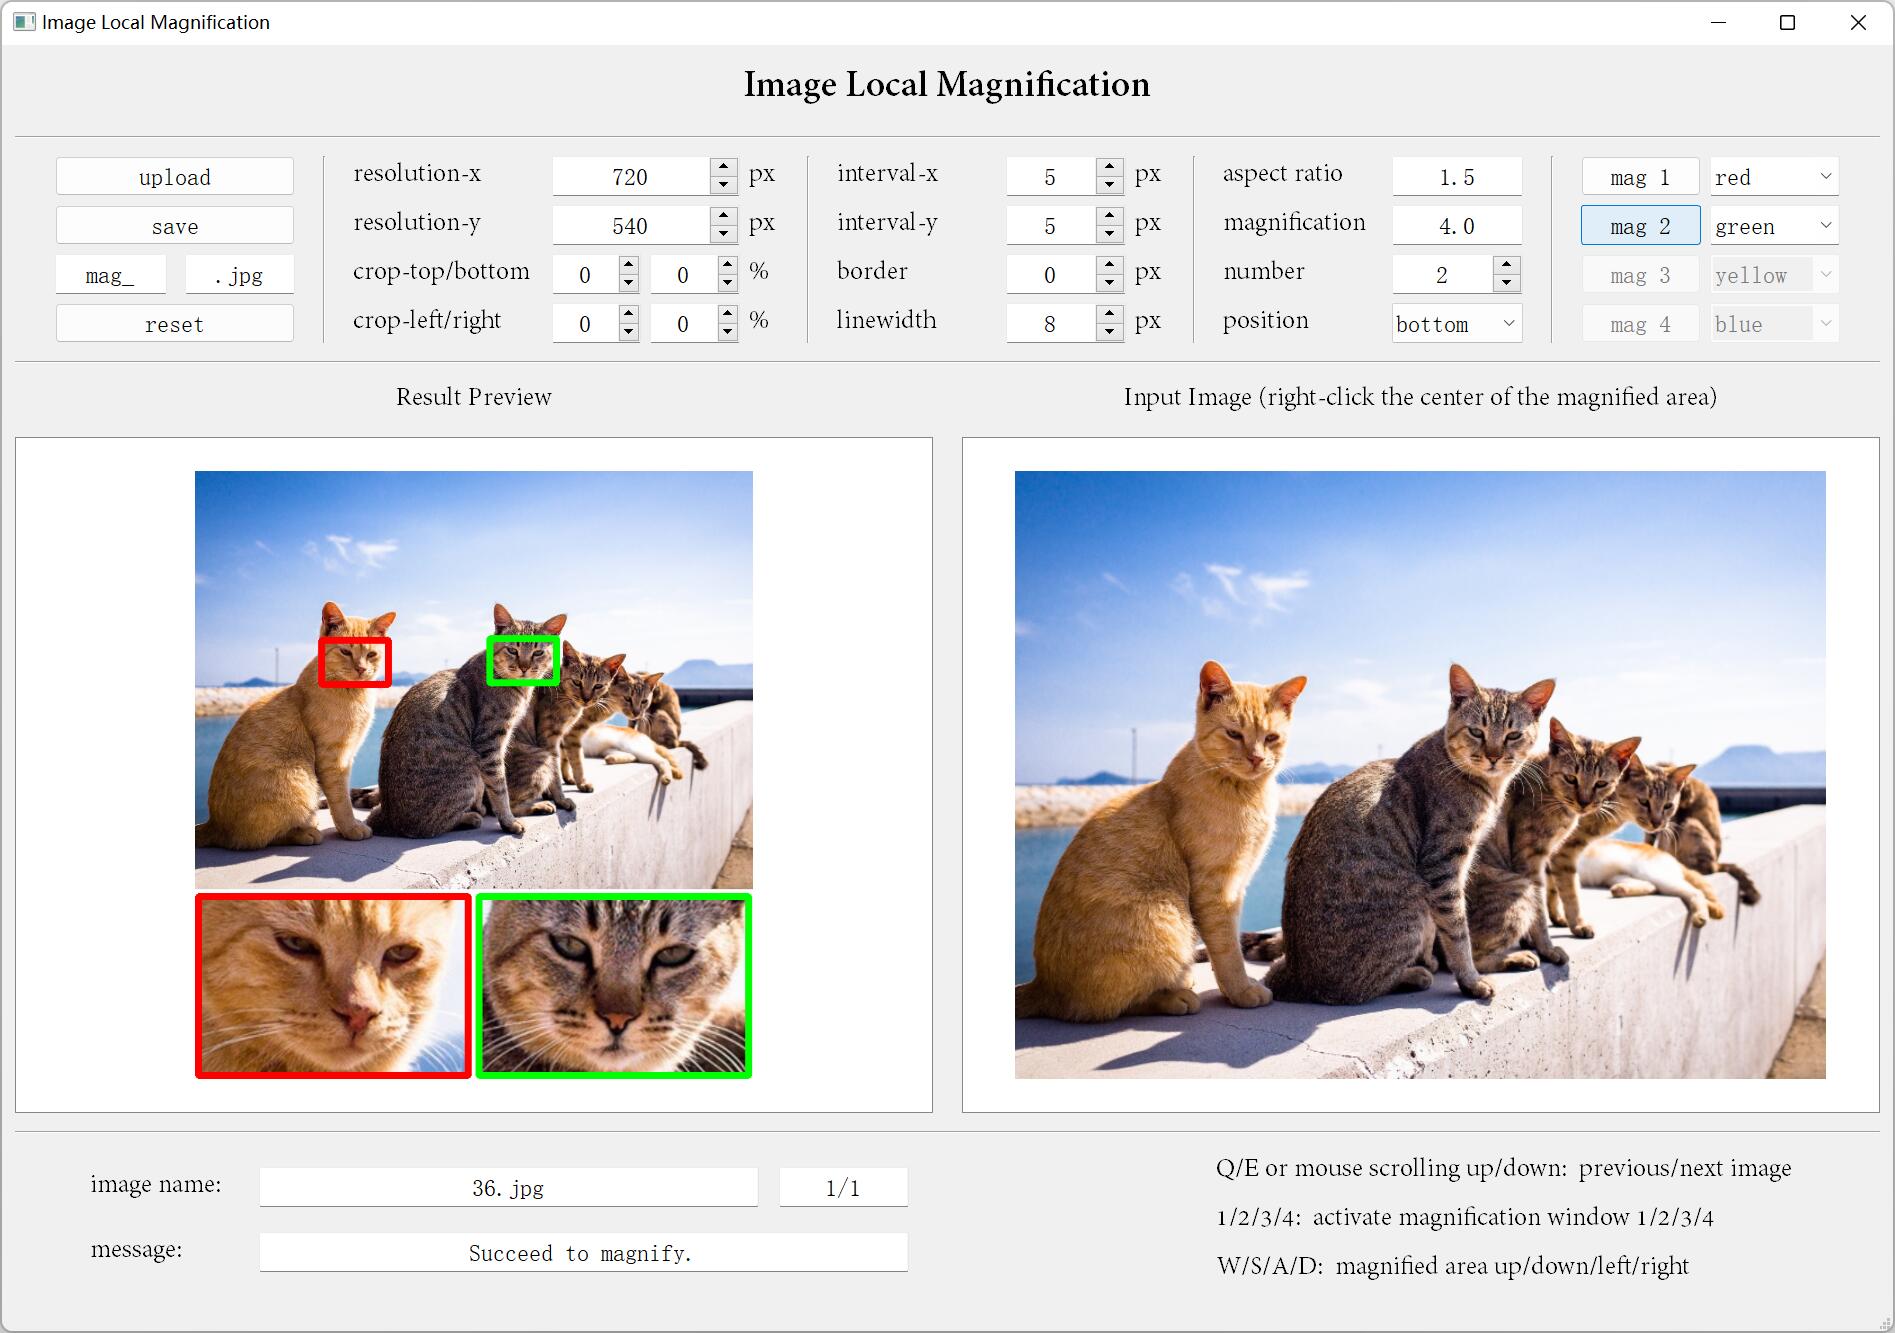 Image Local Magnification
Image Local Magnification
upload
save
mag_ .jpg
reset
resolution-x 720 px
resolution-y 540 px
crop-top/bottom 0 0 %
crop-left/right 0 0 %
interval-x 5 px
interval-y 5 px
border 0 px
linewidth 8 px
aspect ratio 1.5
magnification 4.0
number 2
position bottom
mag 1 red
mag 2 green
mag 3 yellow
mag 4 blue
Result Preview
Input Image (right-click the center of the magnified area)
image name: 36.jpg 1/1
message: Succeed to magnify.
Q/E or mouse scrolling up/down: previous/next image
1/2/3/4: activate magnification window 1/2/3/4
W/S/A/D: magnified area up/down/left/right